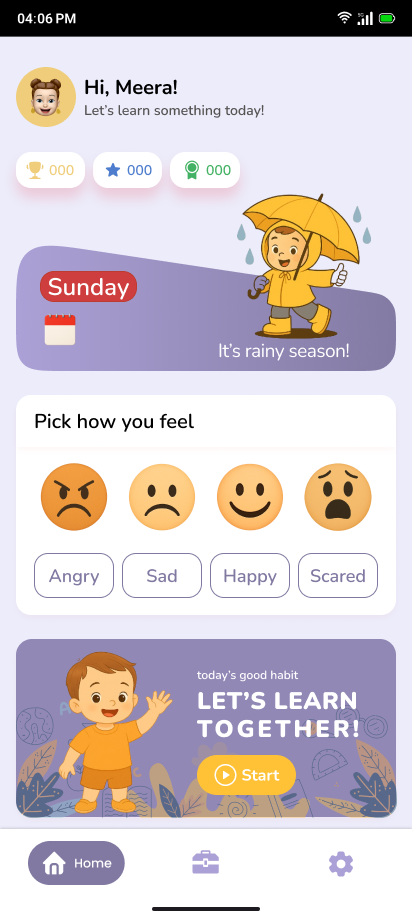 04:06 PM
Hi, Meera!
Let's learn something today!
000 000 000
Sunday
It's rainy season!
Pick how you feel
Angry Sad Happy Scared
today's good habit
LET'S LEARN
TOGETHER!
Start
Home